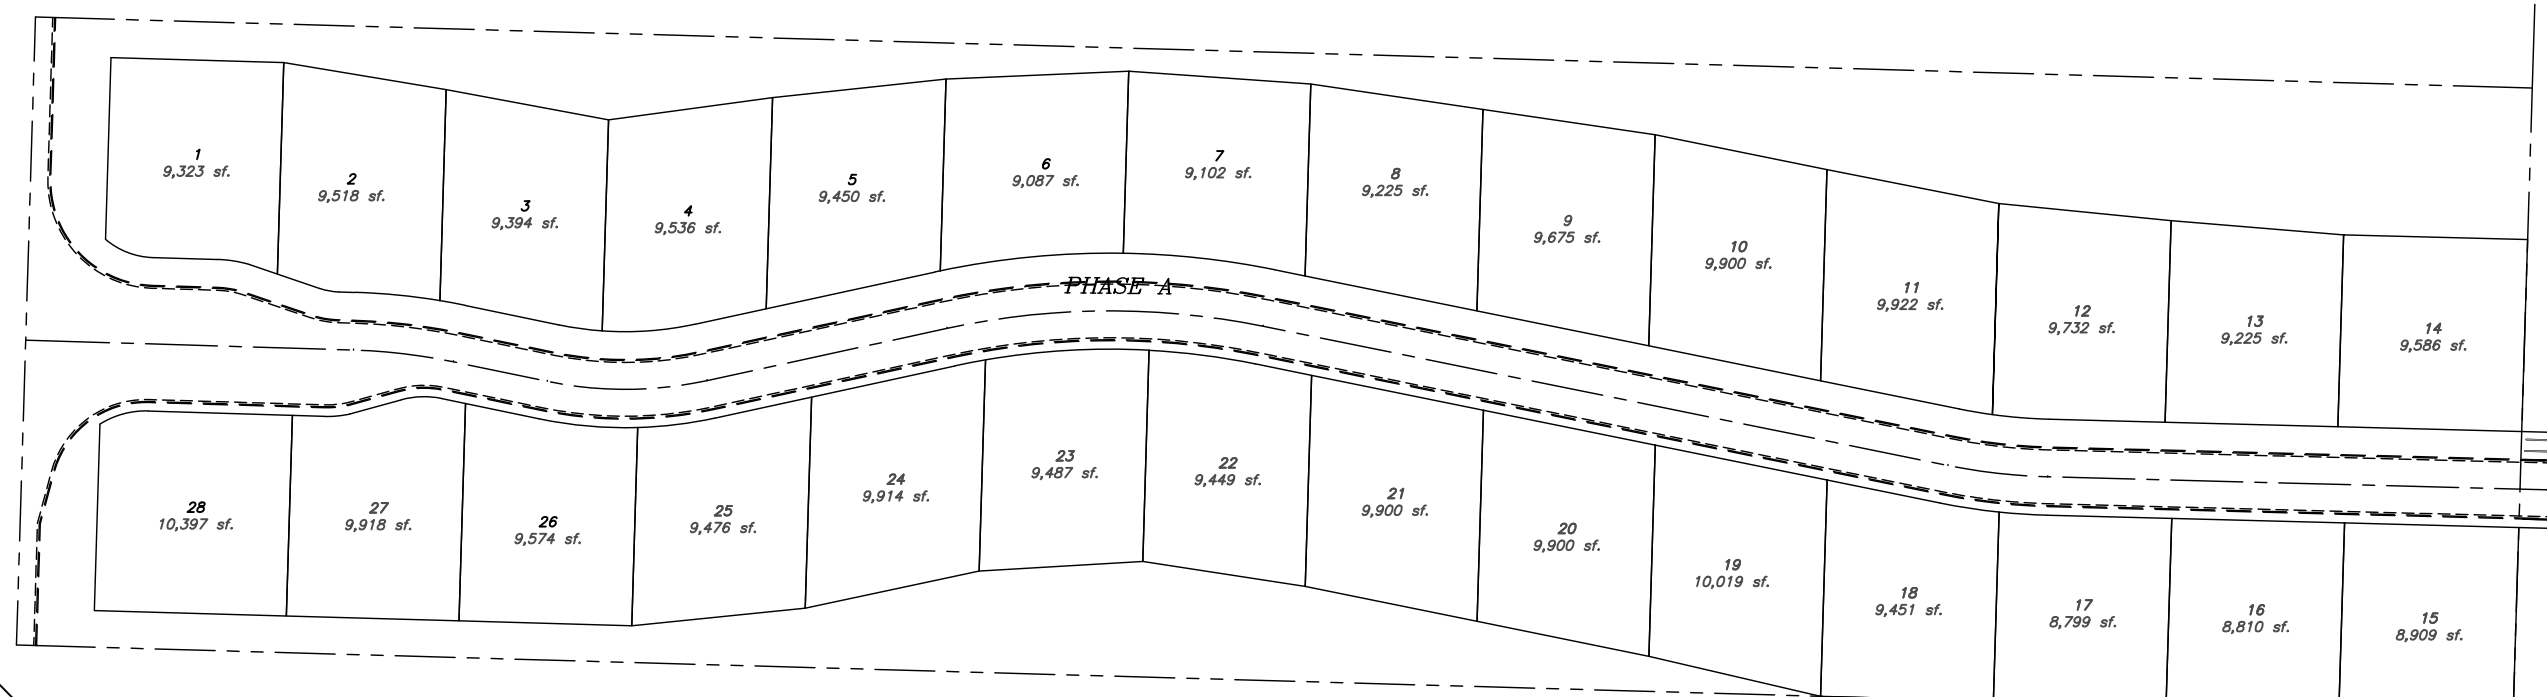 1
9,323 sf.
2
9,518 sf.
3
9,394 sf.
4
9,536 sf.
5
9,450 sf.
6
9,087 sf.
7
9,102 sf.
8
9,225 sf.
9
9,675 sf.
10
9,900 sf.
11
9,922 sf.
12
9,732 sf.
13
9,225 sf.
14
9,586 sf.
PHASE A
28
10,397 sf.
27
9,918 sf.
26
9,574 sf.
25
9,476 sf.
24
9,914 sf.
23
9,487 sf.
22
9,449 sf.
21
9,900 sf.
20
9,900 sf.
19
10,019 sf.
18
9,451 sf.
17
8,799 sf.
16
8,810 sf.
15
8,909 sf.